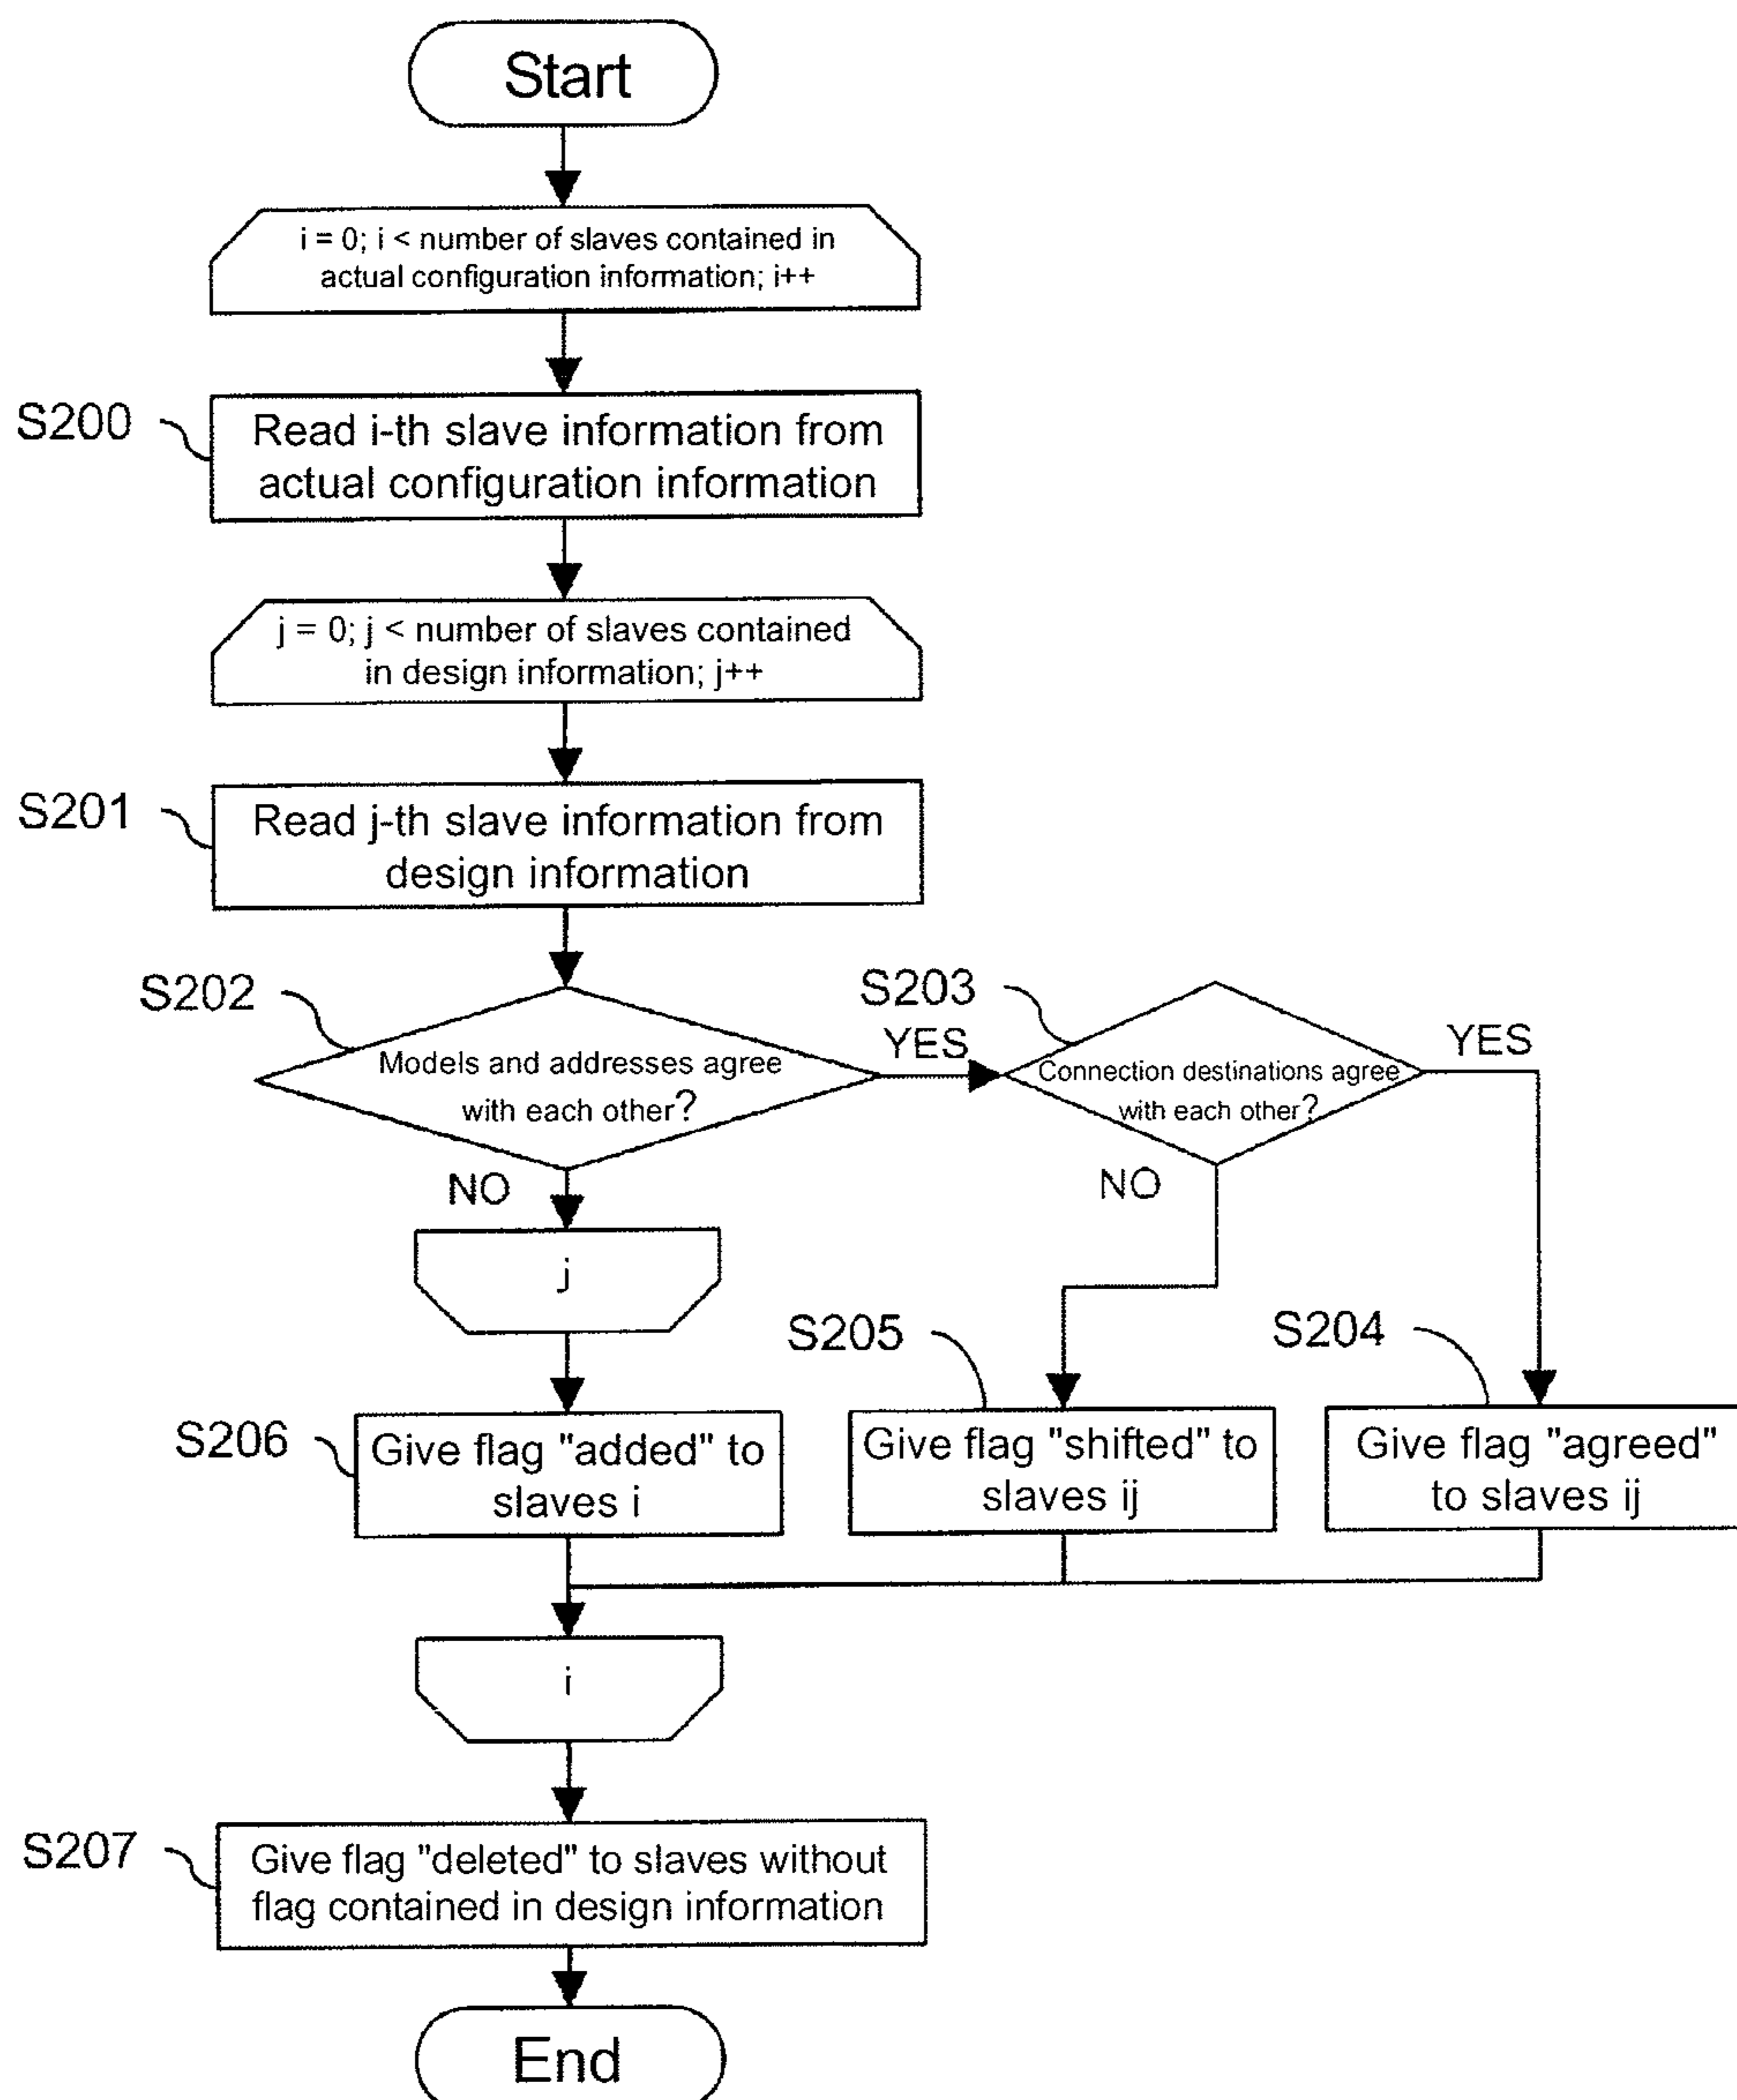 Start
i = 0; i < number of slaves contained in
actual configuration information; i++
S200
Read i-th slave information from
actual configuration information
j = 0; j < number of slaves contained
in design information; j++
S201
Read j-th slave information from
design information
S202
Models and addresses agree
with each other?
YES
NO
S203
Connection destinations agree
with each other?
YES
NO
j
S206
Give flag "added" to
slaves i
S205
Give flag "shifted" to
slaves ij
S204
Give flag "agreed"
to slaves ij
i
S207
Give flag "deleted" to slaves without
flag contained in design information
End